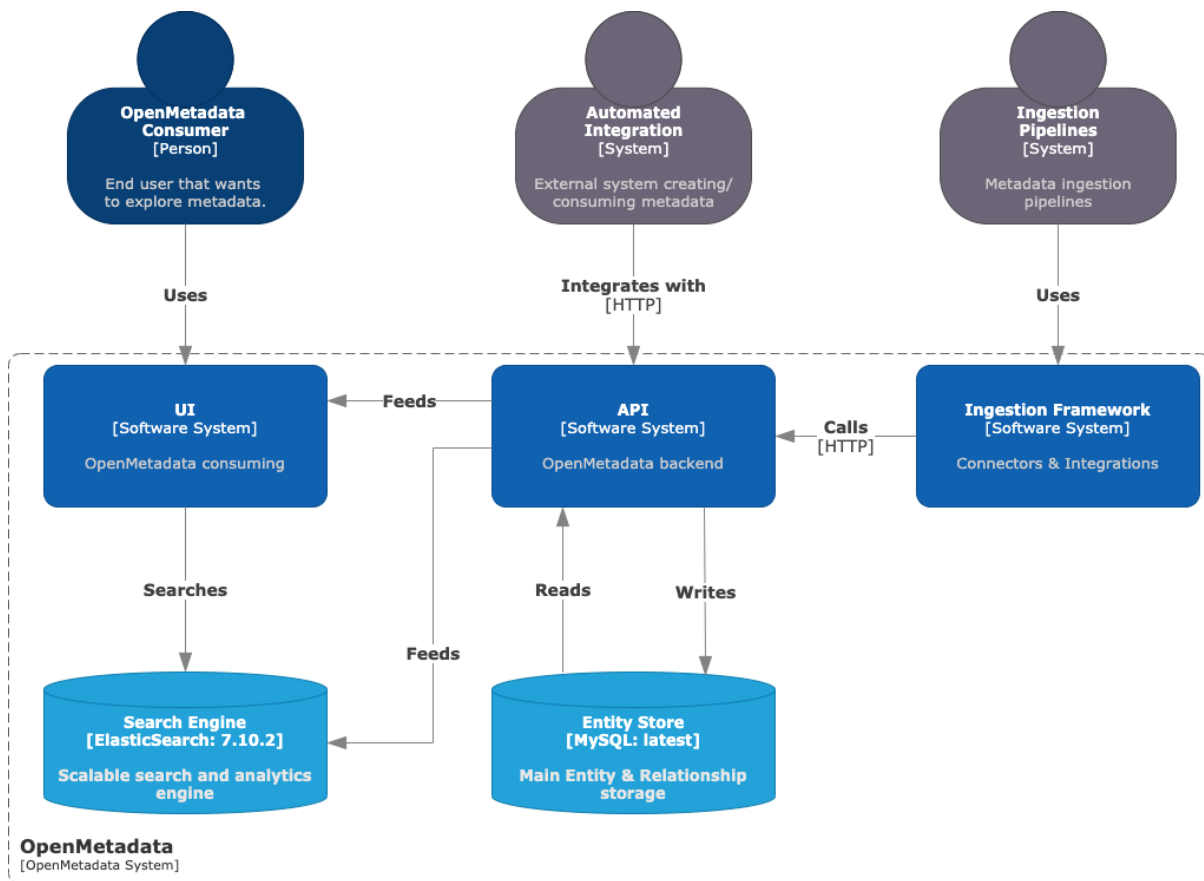 OpenMetadata
Consumer
[Person]
End user that wants
to explore metadata.
Automated
Integration
[System]
External system creating/
consuming metadata
Ingestion
Pipelines
[System]
Metadata ingestion
pipelines
Uses
Integrates with
[HTTP]
Uses
UI
[Software System]
OpenMetadata consuming
Feeds
API
[Software System]
OpenMetadata backend
Calls
[HTTP]
Ingestion Framework
[Software System]
Connectors & Integrations
Searches
Feeds
Reads
Writes
Search Engine
[ElasticSearch: 7.10.2]
Scalable search and analytics
engine
Entity Store
[MySQL: latest]
Main Entity & Relationship
storage
OpenMetadata
[OpenMetadata System]